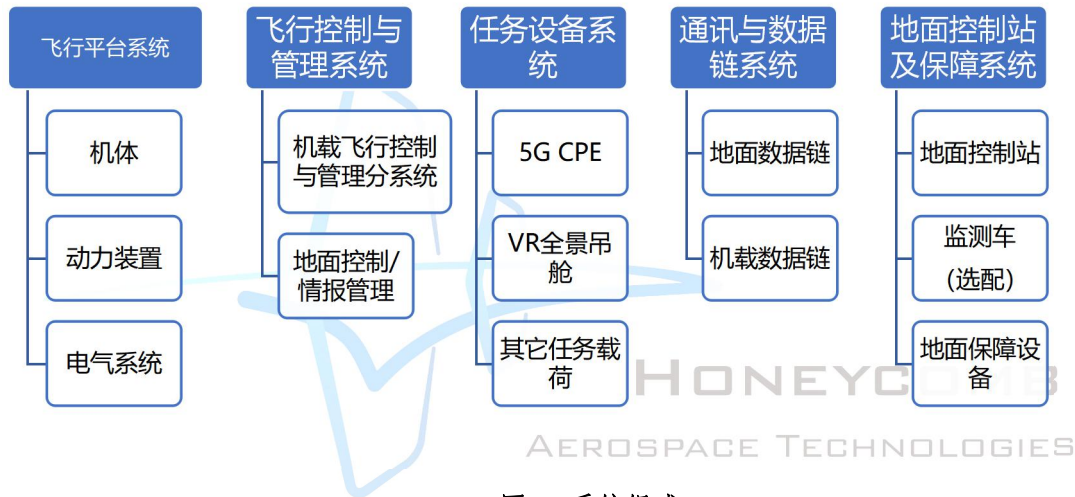 飞行平台系统
机体
动力装置
电气系统
飞行控制与
管理系统
机载飞行控制
与管理分系统
地面控制/
情报管理
任务设备系
统
5G CPE
VR全景吊
舱
其它任务载
荷
通讯与数据
链系统
地面数据链
机载数据链
地面控制站
及保障系统
地面控制站
监测车
(选配)
地面保障设
备
HONEYCOMB
AEROSPACE TECHNOLOGIES